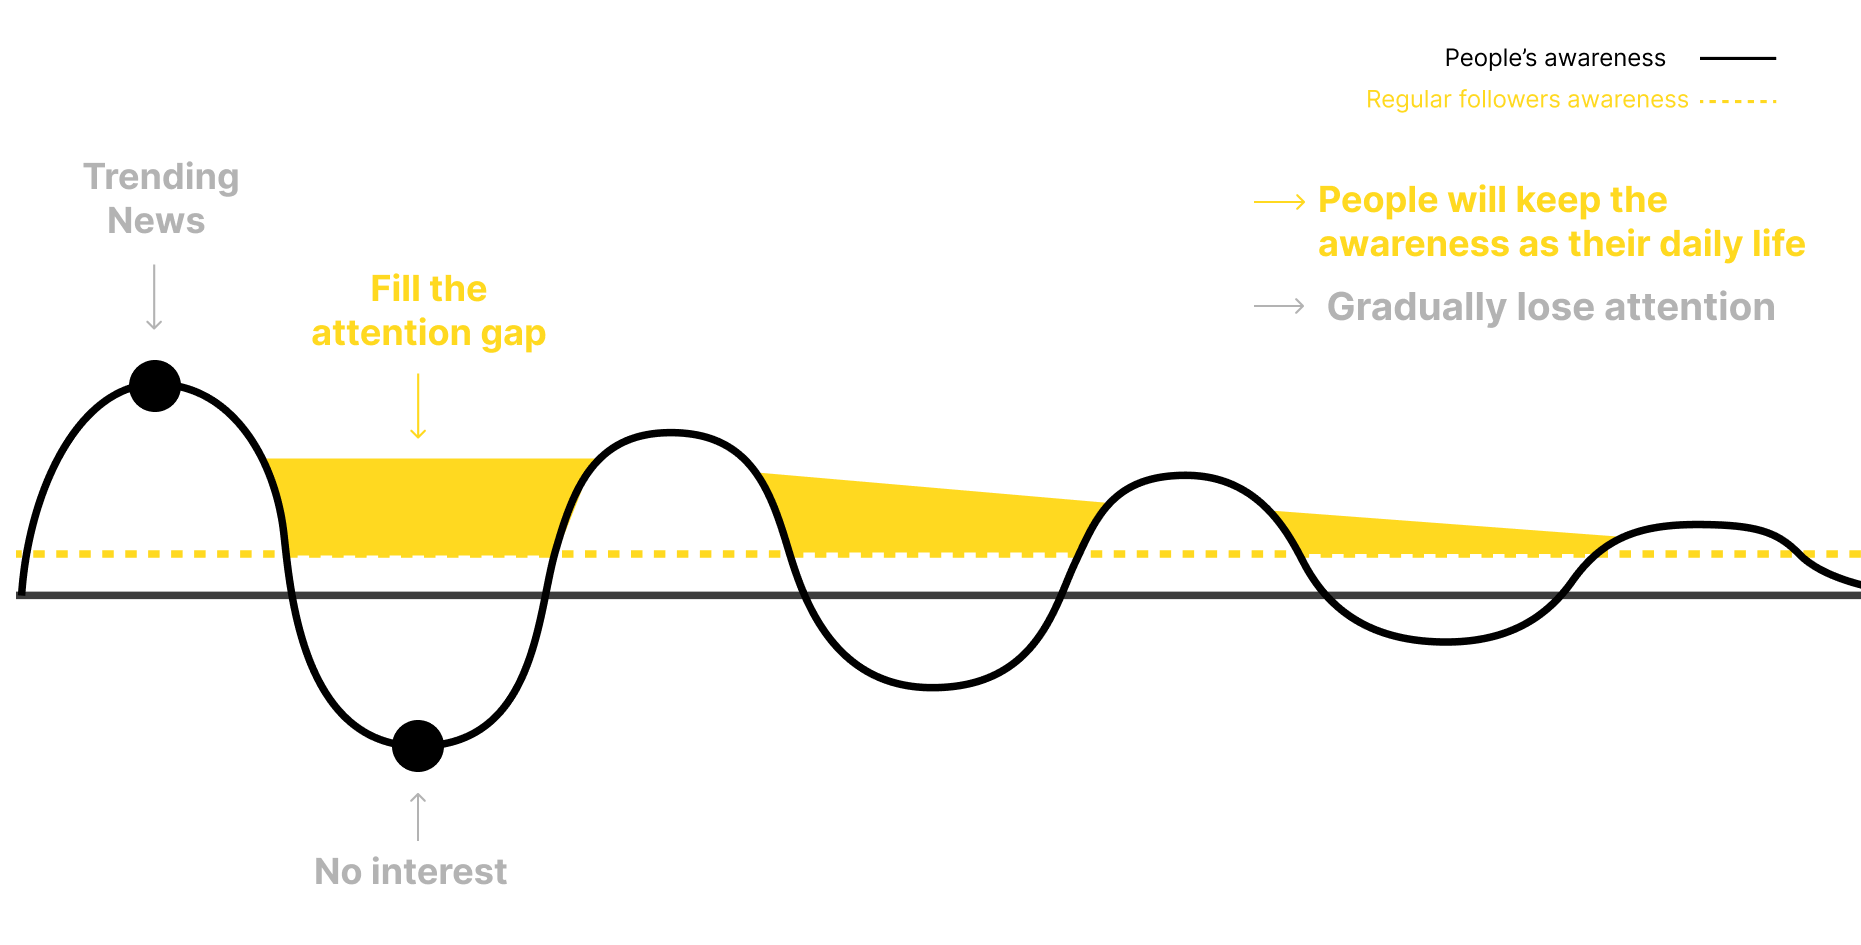 People’s awareness
Regular followers awareness
Trending
News
People will keep the
awareness as their daily life
Fill the
attention gap
Gradually lose attention
No interest